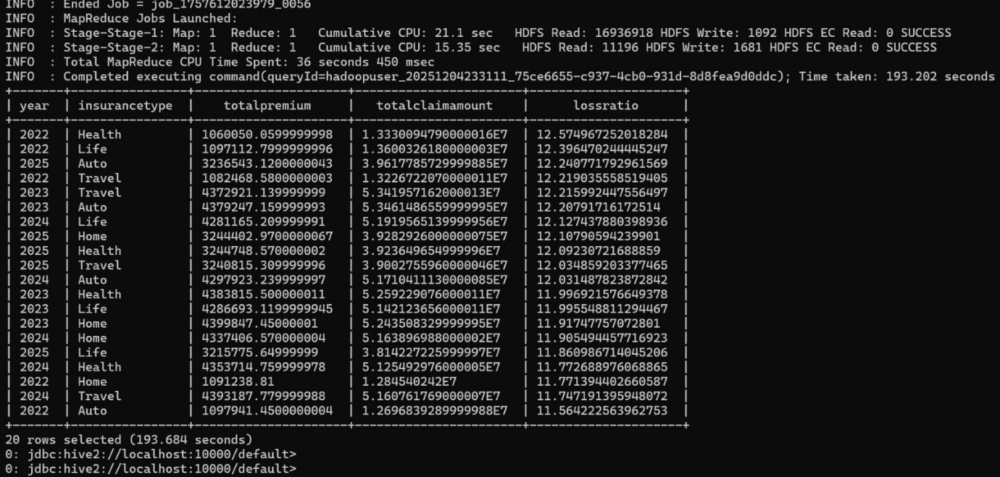 INFO  : Ended Job = job_1757612023979_0056
INFO  : MapReduce Jobs Launched:
INFO  : Stage-Stage-1: Map: 1  Reduce: 1   Cumulative CPU: 21.1 sec   HDFS Read: 16936918 HDFS Write: 1092 HDFS EC Read: 0 SUCCESS
INFO  : Stage-Stage-2: Map: 1  Reduce: 1   Cumulative CPU: 15.35 sec   HDFS Read: 11196 HDFS Write: 1681 HDFS EC Read: 0 SUCCESS
INFO  : Total MapReduce CPU Time Spent: 36 seconds 450 msec
INFO  : Completed executing command(queryId=hadoopuser_20251204233111_75ce6655-c937-4cb0-931d-8d8fea9d0ddc); Time taken: 193.202 seconds
+-------+----------------+----------------------+------------------------+---------------------+
| year  | insurancetype  |     totalpremium     |    totalclaimamount    |      lossratio      |
+-------+----------------+----------------------+------------------------+---------------------+
| 2022  | Health         | 1060050.0599999998   | 1.3330094790000016E7   | 12.574967252018284  |
| 2022  | Life           | 1097112.7999999996   | 1.3600326180000003E7   | 12.396470244445247  |
| 2025  | Auto           | 3236543.1200000043   | 3.9617785729999885E7   | 12.240771792961569  |
| 2022  | Travel         | 1082468.5800000003   | 1.3226722070000011E7   | 12.219035558519405  |
| 2023  | Travel         | 4372921.139999999    | 5.341957162000013E7    | 12.215992447556497  |
| 2023  | Auto           | 4379247.159999993    | 5.3461486559999995E7   | 12.20791716172514   |
| 2024  | Life           | 4281165.209999991    | 5.1919565139999956E7   | 12.127437880398936  |
| 2025  | Home           | 3244402.9700000067   | 3.9282926000000075E7   | 12.10790594239901   |
| 2025  | Health         | 3244748.570000002    | 3.923649654999996E7    | 12.09230721688859   |
| 2025  | Travel         | 3240815.309999996    | 3.9002755960000046E7   | 12.034859203377465  |
| 2024  | Auto           | 4297923.239999997    | 5.1710411130000085E7   | 12.031487823872842  |
| 2023  | Health         | 4383815.500000011    | 5.259229076000011E7    | 11.996921576649378  |
| 2023  | Life           | 4286693.1199999945   | 5.142123656000011E7    | 11.995548811294467  |
| 2023  | Home           | 4399847.45000001     | 5.243508329999995E7    | 11.917747757072801  |
| 2024  | Home           | 4337406.570000004    | 5.163896988000002E7    | 11.905494457716923  |
| 2025  | Life           | 3215775.64999999     | 3.814227225999997E7    | 11.860986714045206  |
| 2024  | Health         | 4353714.759999978    | 5.125492976000005E7    | 11.772688976068865  |
| 2022  | Home           | 1091238.81           | 1.284540242E7          | 11.771394402660587  |
| 2024  | Travel         | 4393187.779999988    | 5.160761769000007E7    | 11.747191395948072  |
| 2022  | Auto           | 1097941.4500000004   | 1.2696839289999988E7   | 11.564222563962753  |
+-------+----------------+----------------------+------------------------+---------------------+
20 rows selected (193.684 seconds)
0: jdbc:hive2://localhost:10000/default>
0: jdbc:hive2://localhost:10000/default>